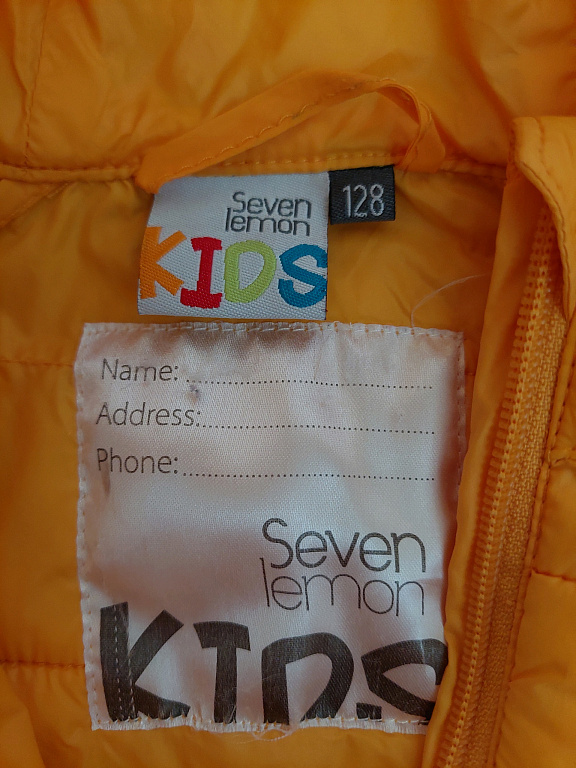 Seven
lemon
KIDS
128
Name:
Address:
Phone:
Seven
lemon
KIDS